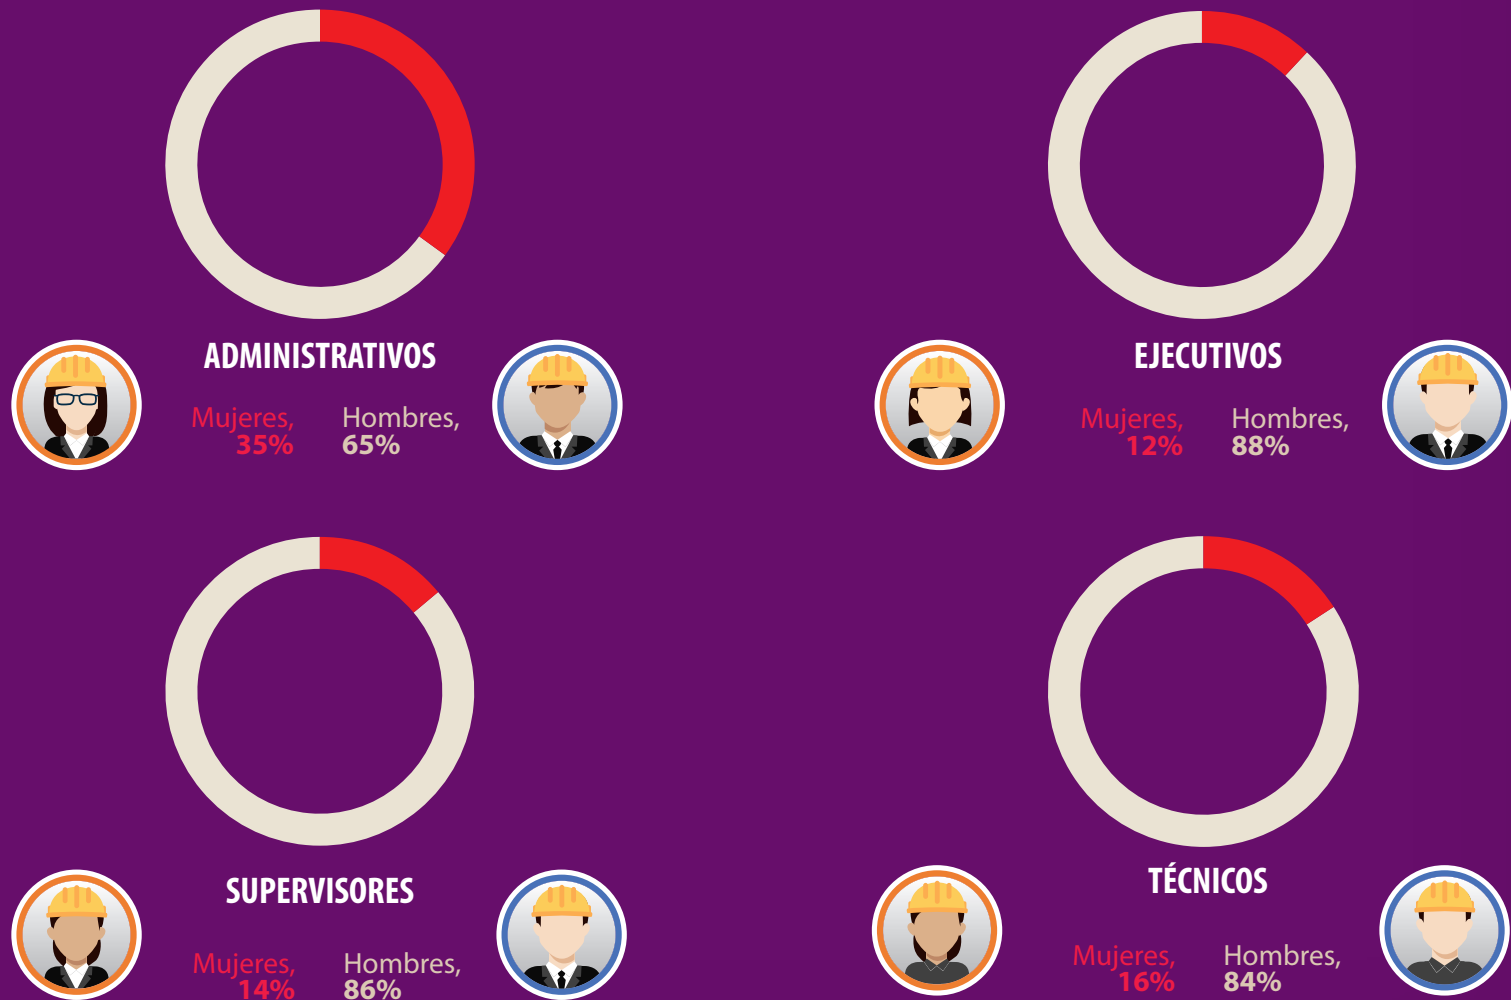 ADMINISTRATIVOS
Mujeres, 35%
Hombres, 65%
EJECUTIVOS
Mujeres, 12%
Hombres, 88%
SUPERVISORES
Mujeres, 14%
Hombres, 86%
TÉCNICOS
Mujeres, 16%
Hombres, 84%